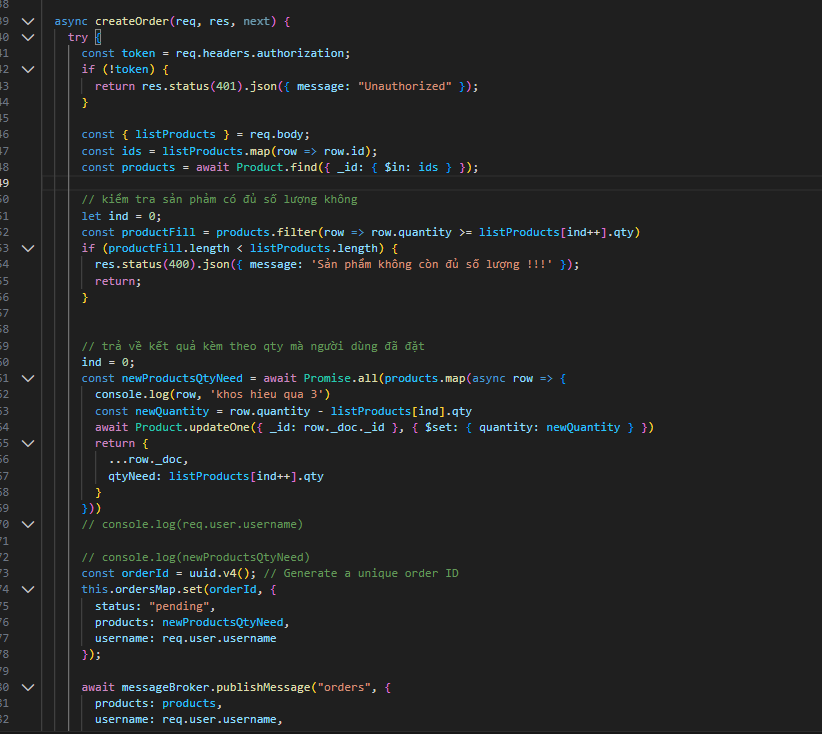 38
39 async createOrder(req, res, next) {
40 try {
41 const token = req.headers.authorization;
42 if (!token) {
43 return res.status(401).json({ message: "Unauthorized" });
44 }
45
46 const { listProducts } = req.body;
47 const ids = listProducts.map(row => row.id);
48 const products = await Product.find({ _id: { $in: ids } });
49
50 // kiểm tra sản phảm có đủ số lượng không
51 let ind = 0;
52 const productFill = products.filter(row => row.quantity >= listProducts[ind++].qty)
53 if (productFill.length < listProducts.length) {
54 res.status(400).json({ message: 'Sản phẩm không còn đủ số lượng !!!' });
55 return;
56 }
57
58
59 // trả về kết quả kèm theo qty mà người dùng đã đặt
60 ind = 0;
61 const newProductsQtyNeed = await Promise.all(products.map(async row => {
62 console.log(row, 'khos hieu qua 3')
63 const newQuantity = row.quantity - listProducts[ind].qty
64 await Product.updateOne({ _id: row._doc._id }, { $set: { quantity: newQuantity } })
65 return {
66 ...row._doc,
67 qtyNeed: listProducts[ind++].qty
68 }
69 }))
70 // console.log(req.user.username)
71
72 // console.log(newProductsQtyNeed)
73 const orderId = uuid.v4(); // Generate a unique order ID
74 this.ordersMap.set(orderId, {
75 status: "pending",
76 products: newProductsQtyNeed,
77 username: req.user.username
78 });
79
80 await messageBroker.publishMessage("orders", {
81 products: products,
82 username: req.user.username,